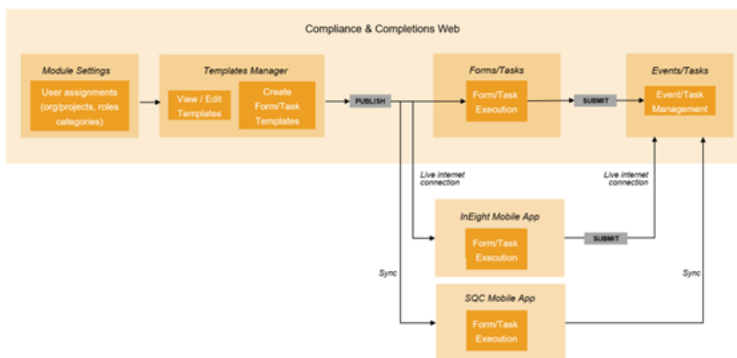 Compliance & Completions Web
Module Settings
User assignments
(org/projects, roles
categories)
Templates Manager
View / Edit
Templates
Create
Form/Task
Templates
PUBLISH
Forms/Tasks
Form/Task
Execution
SUBMIT
Events/Tasks
Event/Task
Management
Live internet
connection
Live internet
connection
InEight Mobile App
Form/Task
Execution
SUBMIT
Sync
Sync
SQC Mobile App
Form/Task
Execution